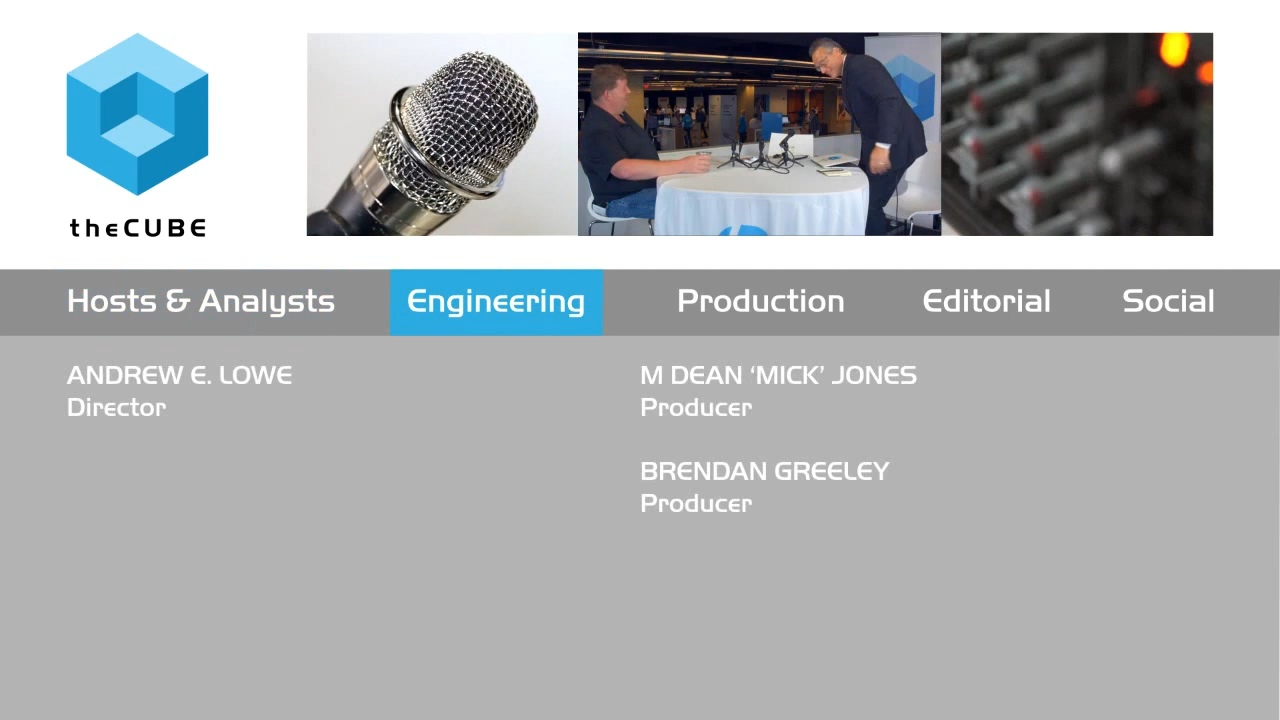 theCUBE
Hosts & Analysts
Engineering
Production
Editorial
Social
ANDREW E. LOWE
Director
M DEAN ‘MICK’ JONES
Producer
BRENDAN GREELEY
Producer